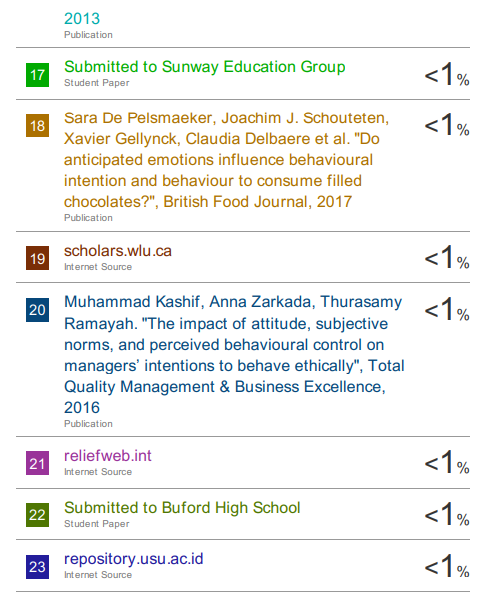 2013
Publication
17
Submitted to Sunway Education Group
Student Paper
<1%
18
Sara De Pelsmaeker, Joachim J. Schouteten,
Xavier Gellynck, Claudia Delbaere et al. "Do
anticipated emotions influence behavioural
intention and behaviour to consume filled
chocolates?", British Food Journal, 2017
Publication
<1%
19
scholars.wlu.ca
Internet Source
<1%
20
Muhammad Kashif, Anna Zarkada, Thurasamy
Ramayah. "The impact of attitude, subjective
norms, and perceived behavioural control on
managers’ intentions to behave ethically", Total
Quality Management & Business Excellence,
2016
Publication
<1%
21
reliefweb.int
Internet Source
<1%
22
Submitted to Buford High School
Student Paper
<1%
23
repository.usu.ac.id
Internet Source
<1%